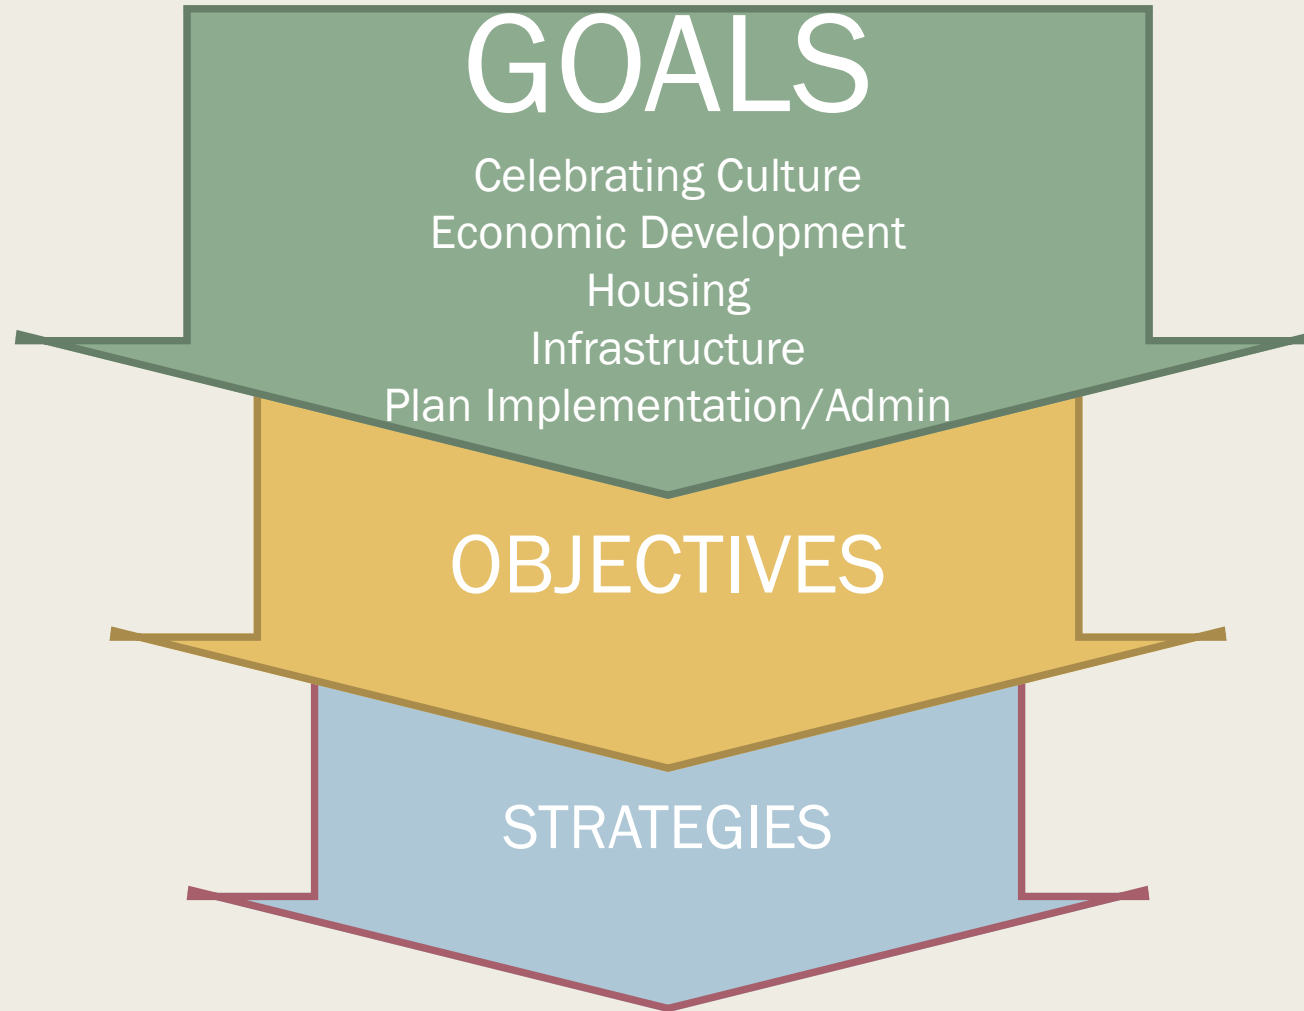 GOALS
Celebrating Culture
Economic Development
Housing
Infrastructure
Plan Implementation/Admin
OBJECTIVES
STRATEGIES